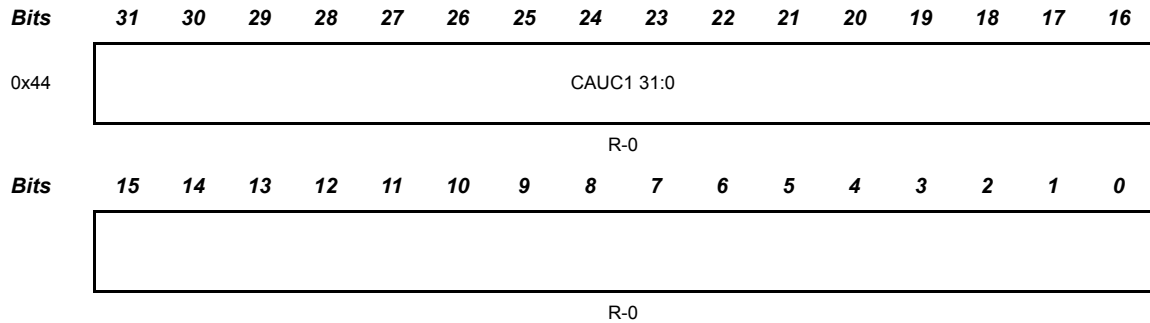 Bits 31 30 29 28 27 26 25 24 23 22 21 20 19 18 17 16
0x44 CAUC1 31:0
R-0
Bits 15 14 13 12 11 10 9 8 7 6 5 4 3 2 1 0
R-0